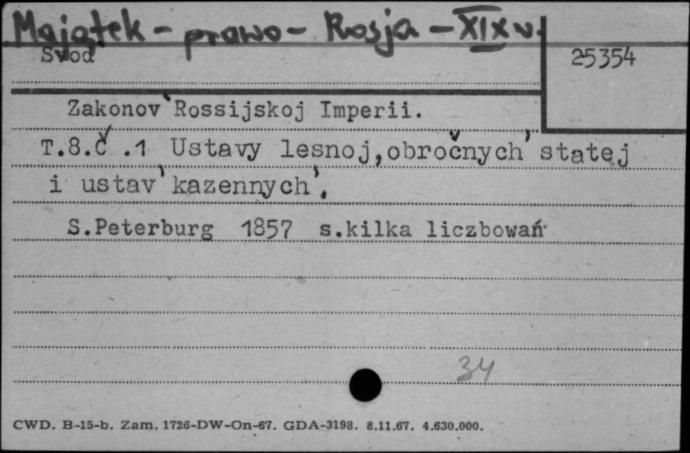 Majątek - prawo - Rosja - XIX w.
Svod
25354
Zakonov' Rossijskoj Imperii.
T.8.Č .1 Ustavy lesnoj, obročnych' statej
i ustav' kazennych'.
S.Peterburg 1857 s.kilka liczbowań
34
CWD. B-15-b. Zam. 1726-DW-On-67. GDA-3198. 8.11.67. 4.630.000.